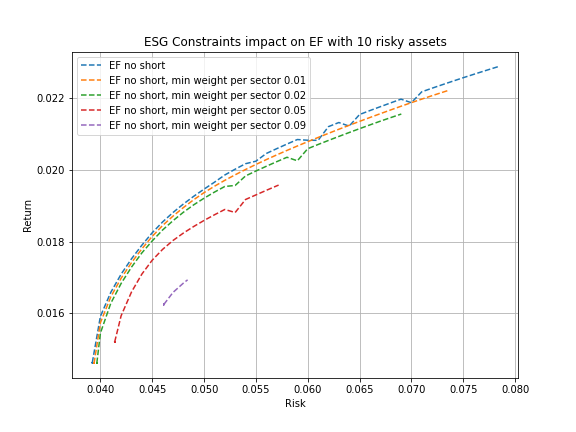 ESG Constraints impact on EF with 10 risky assets
EF no short
EF no short, min weight per sector 0.01
EF no short, min weight per sector 0.02
EF no short, min weight per sector 0.05
EF no short, min weight per sector 0.09
Return
0.022
0.020
0.018
0.016
0.040 0.045 0.050 0.055 0.060 0.065 0.070 0.075 0.080
Risk